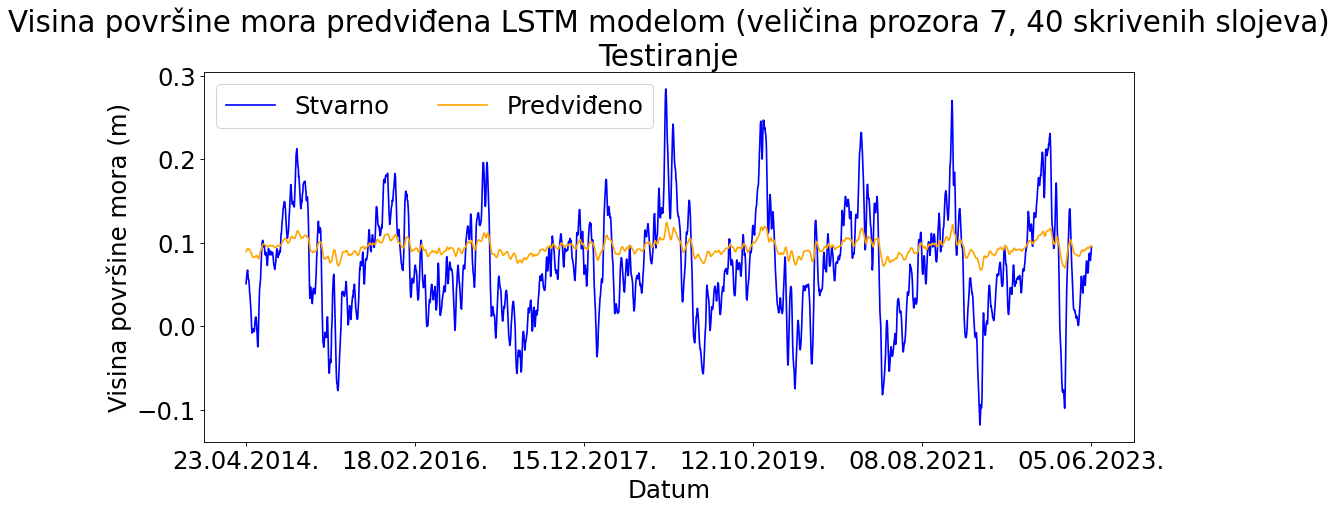 Visina površine mora predviđena LSTM modelom (veličina prozora 7, 40 skrivenih slojeva)
Testiranje
Stvarno Predviđeno
Visina površine mora (m)
0.3
0.2
0.1
0.0
−0.1
23.04.2014. 18.02.2016. 15.12.2017. 12.10.2019. 08.08.2021. 05.06.2023.
Datum